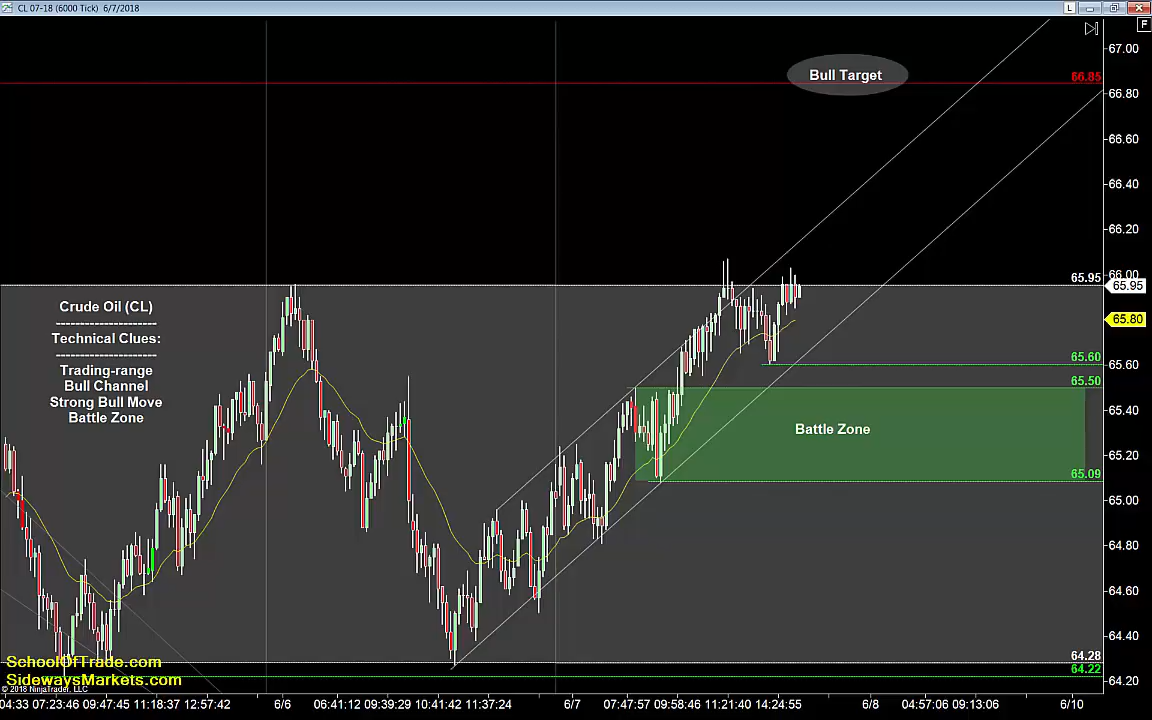 CL 07-18 (6000 Tick) 6/7/2018
L
F
67.00
Bull Target
66.85
66.80
66.60
66.40
66.20
66.00
65.95
65.95
Crude Oil (CL)
--------------------
Technical Clues:
--------------------
Trading-range
Bull Channel
Strong Bull Move
Battle Zone
65.80
65.60
65.60
65.50
65.40
Battle Zone
65.20
65.09
65.00
64.80
64.60
64.40
64.28
64.22
64.20
SchoolOfTrade.com
SidewaysMarkets.com
© 2018 NinjaTrader, LLC
04:33 07:23:46 09:47:45 11:18:37 12:57:42 6/6 06:41:12 09:39:29 10:41:42 11:37:24 6/7 07:47:57 09:58:46 11:21:40 14:24:55 6/8 04:57:06 09:13:06 6/10